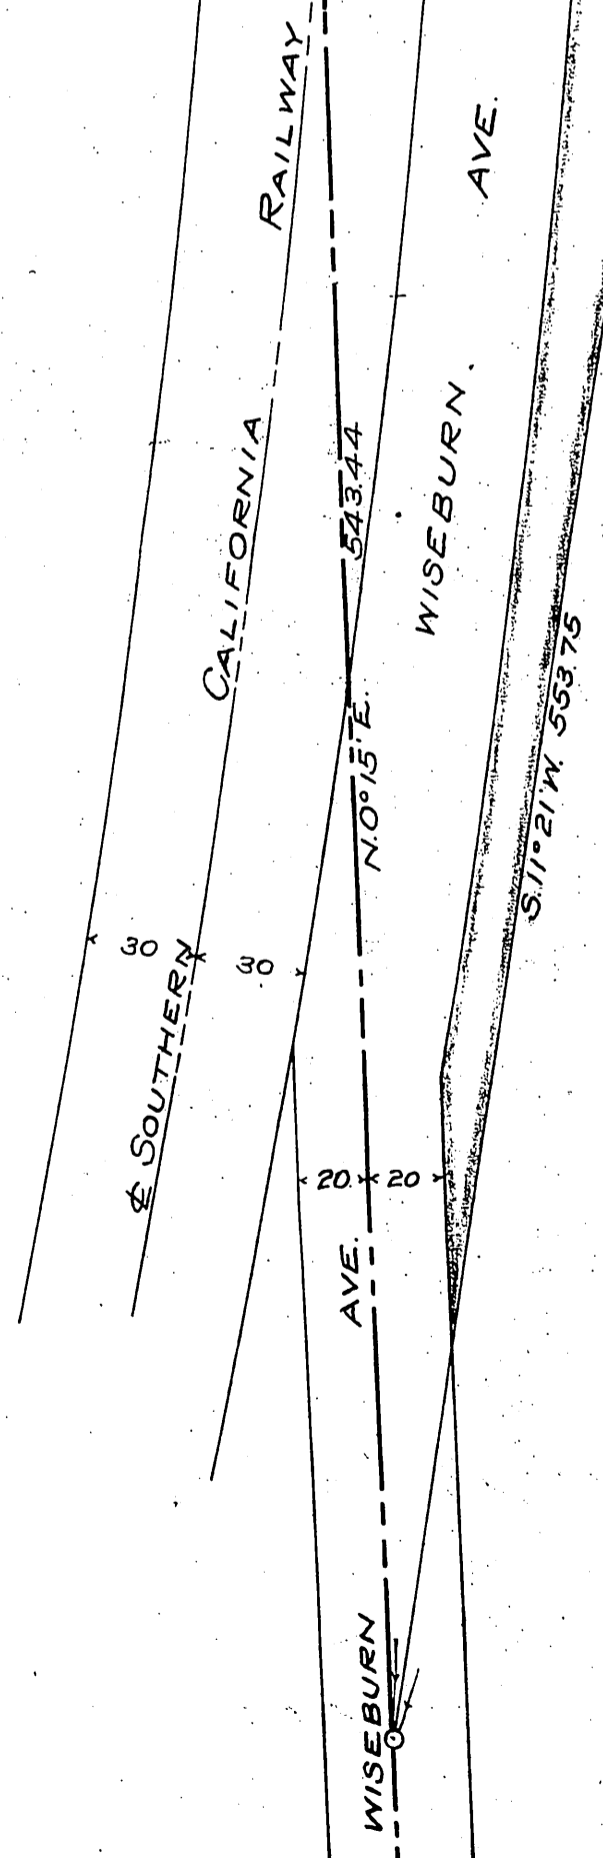 ℄ SOUTHERN CALIFORNIA RAILWAY
WISEBURN. AVE.
543.44
N.0°15'E.
S.11°21'W. 553.75
30
30
20
20
WISEBURN AVE.